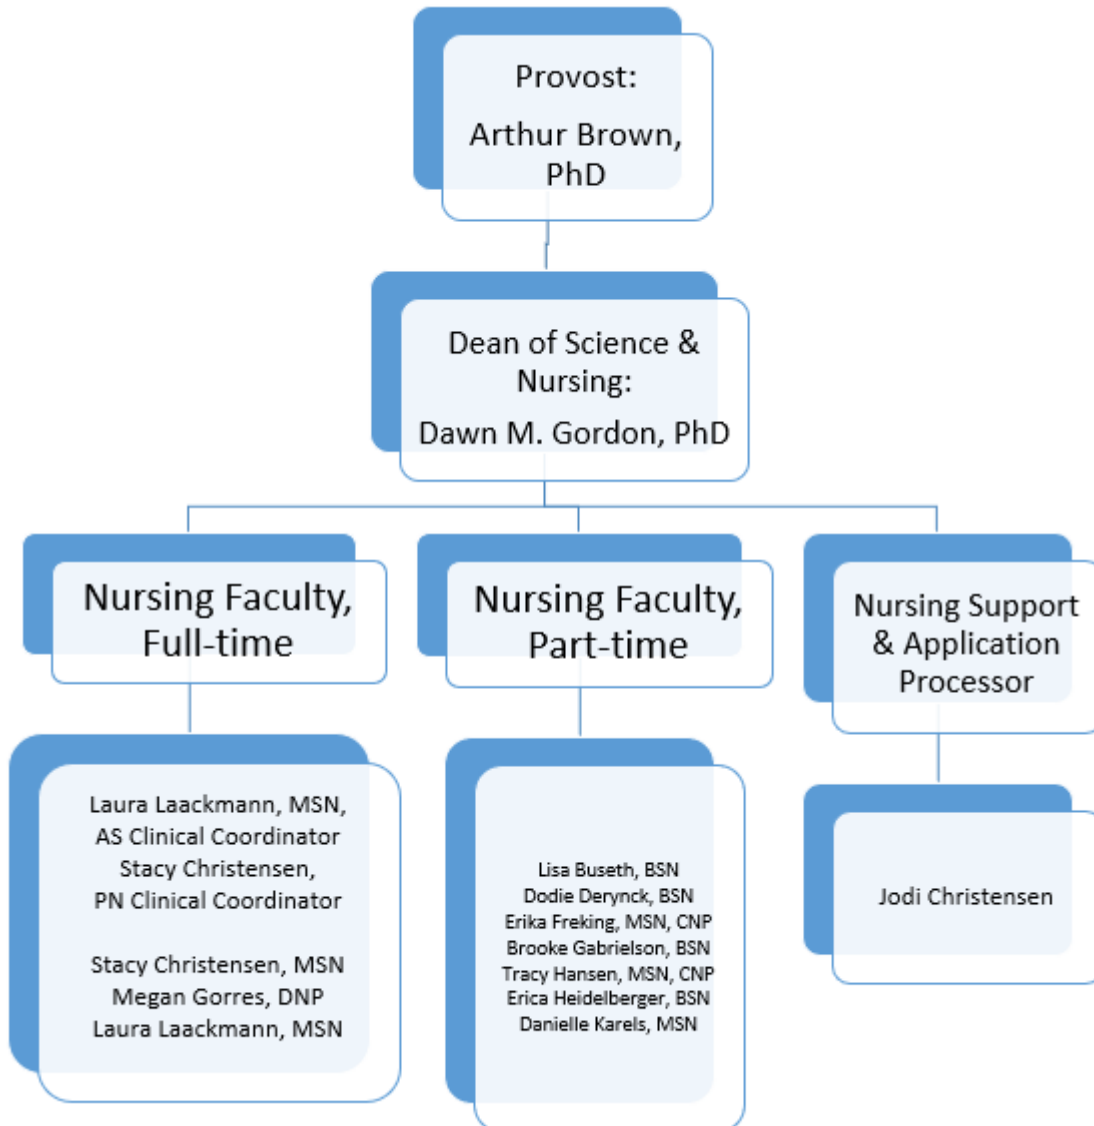 Provost:
Arthur Brown,
PhD
Dean of Science &
Nursing:
Dawn M. Gordon, PhD
Nursing Faculty,
Full-time
Nursing Faculty,
Part-time
Nursing Support
& Application
Processor
Laura Laackmann, MSN,
AS Clinical Coordinator
Stacy Christensen,
PN Clinical Coordinator
Stacy Christensen, MSN
Megan Gorres, DNP
Laura Laackmann, MSN
Lisa Buseth, BSN
Dodie Derynck, BSN
Erika Freking, MSN, CNP
Brooke Gabrielson, BSN
Tracy Hansen, MSN, CNP
Erica Heidelberger, BSN
Danielle Karels, MSN
Jodi Christensen